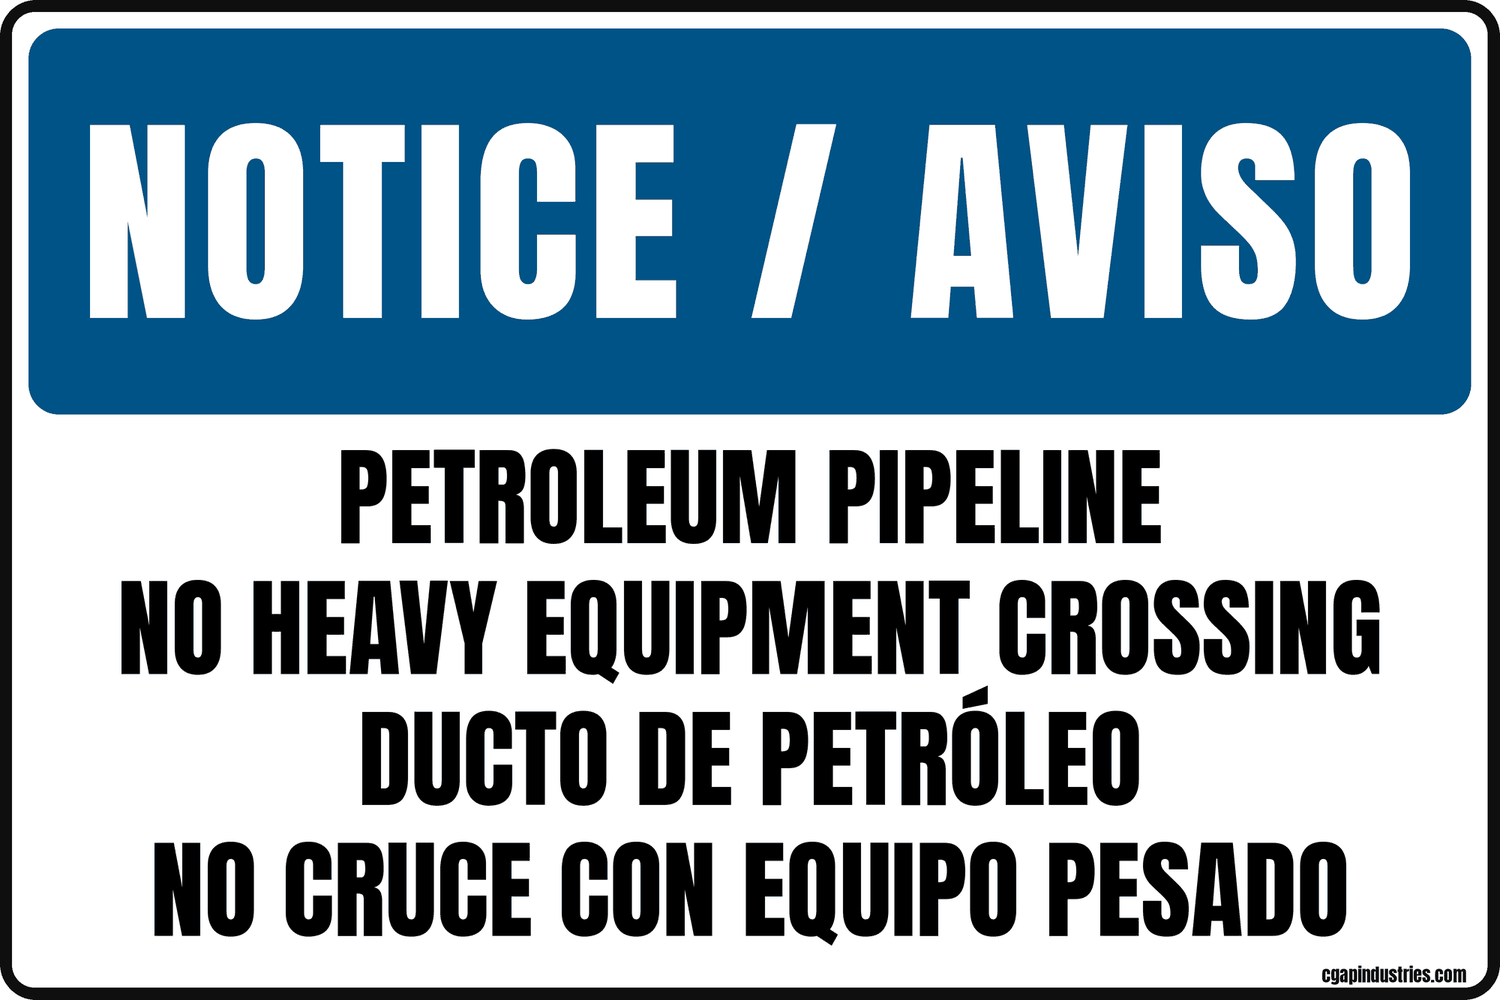 NOTICE / AVISO
PETROLEUM PIPELINE
NO HEAVY EQUIPMENT CROSSING
DUCTO DE PETRÓLEO
NO CRUCE CON EQUIPO PESADO
cgapindustries.com